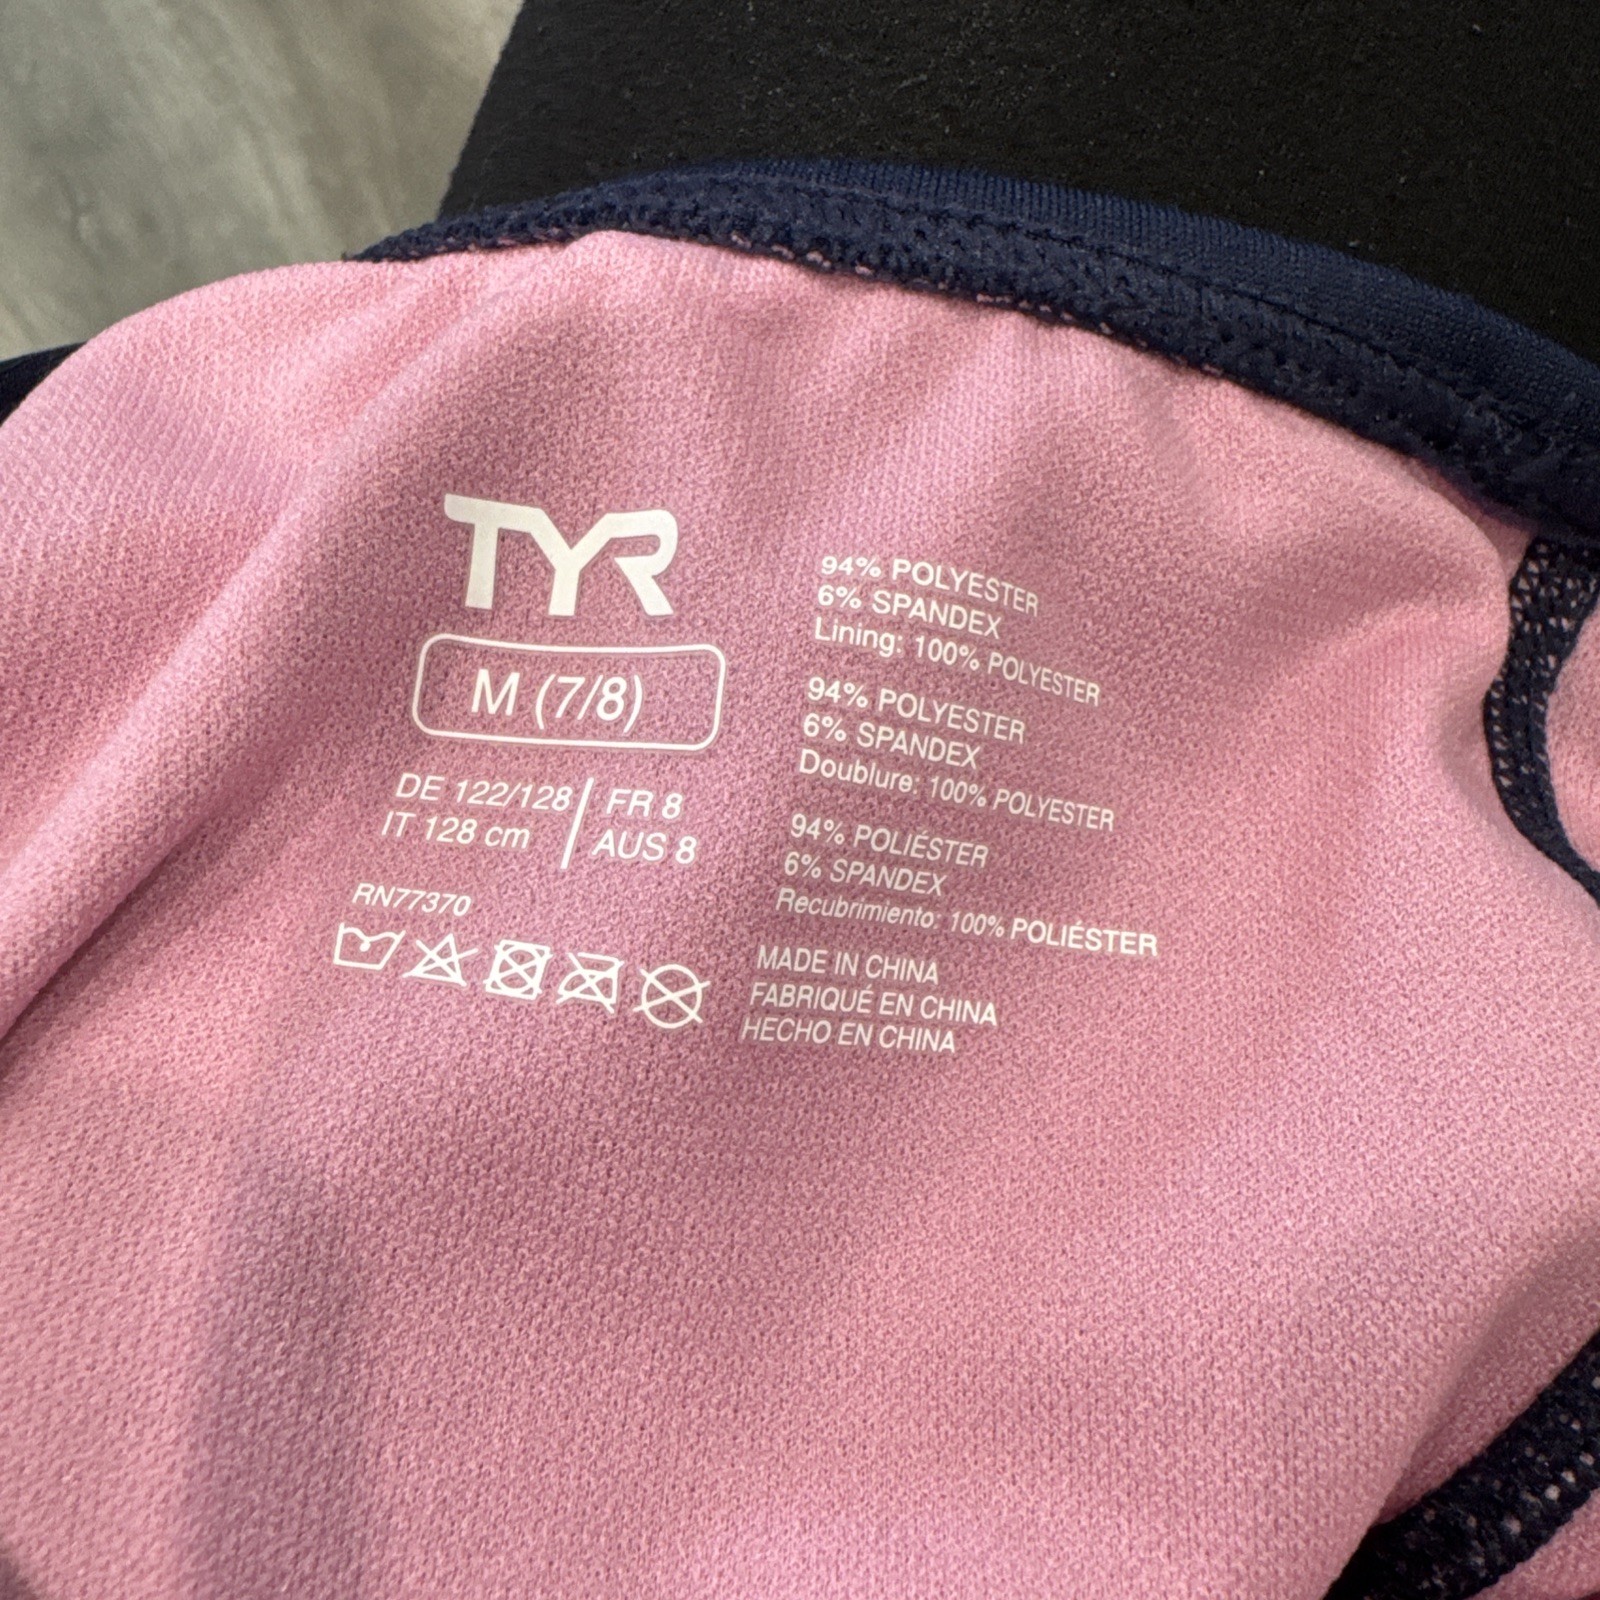 TYR
M (7/8)
DE 122/128 | FR 8
IT 128 cm | AUS 8
RN77370
94% POLYESTER
6% SPANDEX
Lining: 100% POLYESTER
94% POLYESTER
6% SPANDEX
Doublure: 100% POLYESTER
94% POLIÉSTER
6% SPANDEX
Recubrimiento: 100% POLIÉSTER
MADE IN CHINA
FABRIQUÉ EN CHINA
HECHO EN CHINA